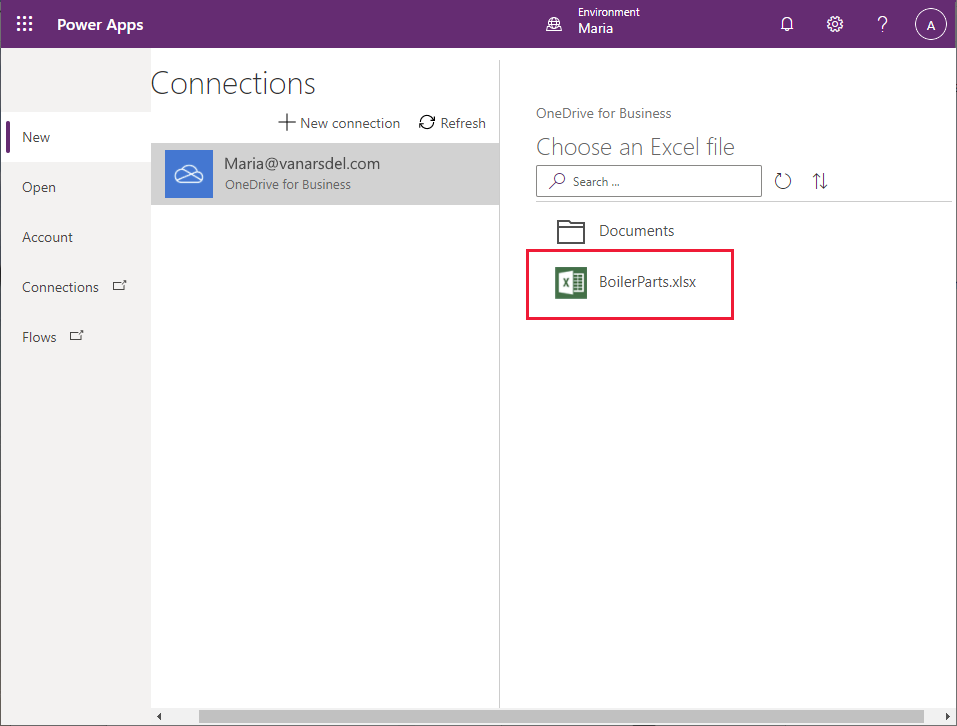 Power Apps
Environment
Maria
?
A
New
Open
Account
Connections
Flows
Connections
New connection
Refresh
Maria@vanarsdel.com
OneDrive for Business
OneDrive for Business
Choose an Excel file
Search ...
Documents
X
BoilerParts.xlsx